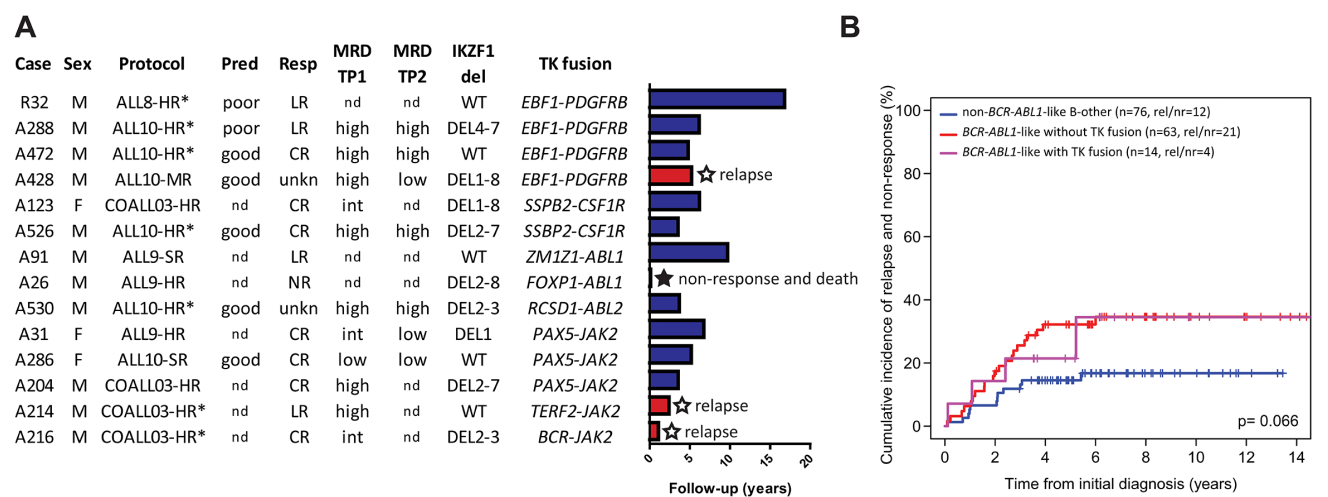 A
Case Sex Protocol Pred Resp MRD TP1 MRD TP2 IKZF1 del TK fusion
R32 M ALL8-HR* poor LR nd nd WT EBF1-PDGFRB
A288 M ALL10-HR* poor LR high high DEL4-7 EBF1-PDGFRB
A472 M ALL10-HR* good CR high high WT EBF1-PDGFRB
A428 M ALL10-MR good unkn high low DEL1-8 EBF1-PDGFRB ☆ relapse
A123 F COALL03-HR nd CR int nd DEL1-8 SSPB2-CSF1R
A526 M ALL10-HR* good CR high high DEL2-7 SSBP2-CSF1R
A91 M ALL9-SR nd LR nd nd WT ZM1Z1-ABL1
A26 M ALL9-HR nd NR nd nd DEL2-8 FOXP1-ABL1 ★ non-response and death
A530 M ALL10-HR* good unkn high high DEL2-3 RCSD1-ABL2
A31 F ALL9-HR nd CR int low DEL1 PAX5-JAK2
A286 F ALL10-SR good CR low low WT PAX5-JAK2
A204 M COALL03-HR nd CR high nd DEL2-7 PAX5-JAK2
A214 M COALL03-HR* nd LR high nd WT TERF2-JAK2 ☆ relapse
A216 M COALL03-HR* nd CR int nd DEL2-3 BCR-JAK2 ☆ relapse
0 5 10 15 20
Follow-up (years)
B
Cumulative incidence of relapse and non-response (%)
100
80
60
40
20
0
non-BCR-ABL1-like B-other (n=76, rel/nr=12)
BCR-ABL1-like without TK fusion (n=63, rel/nr=21)
BCR-ABL1-like with TK fusion (n=14, rel/nr=4)
p= 0.066
0 2 4 6 8 10 12 14
Time from initial diagnosis (years)